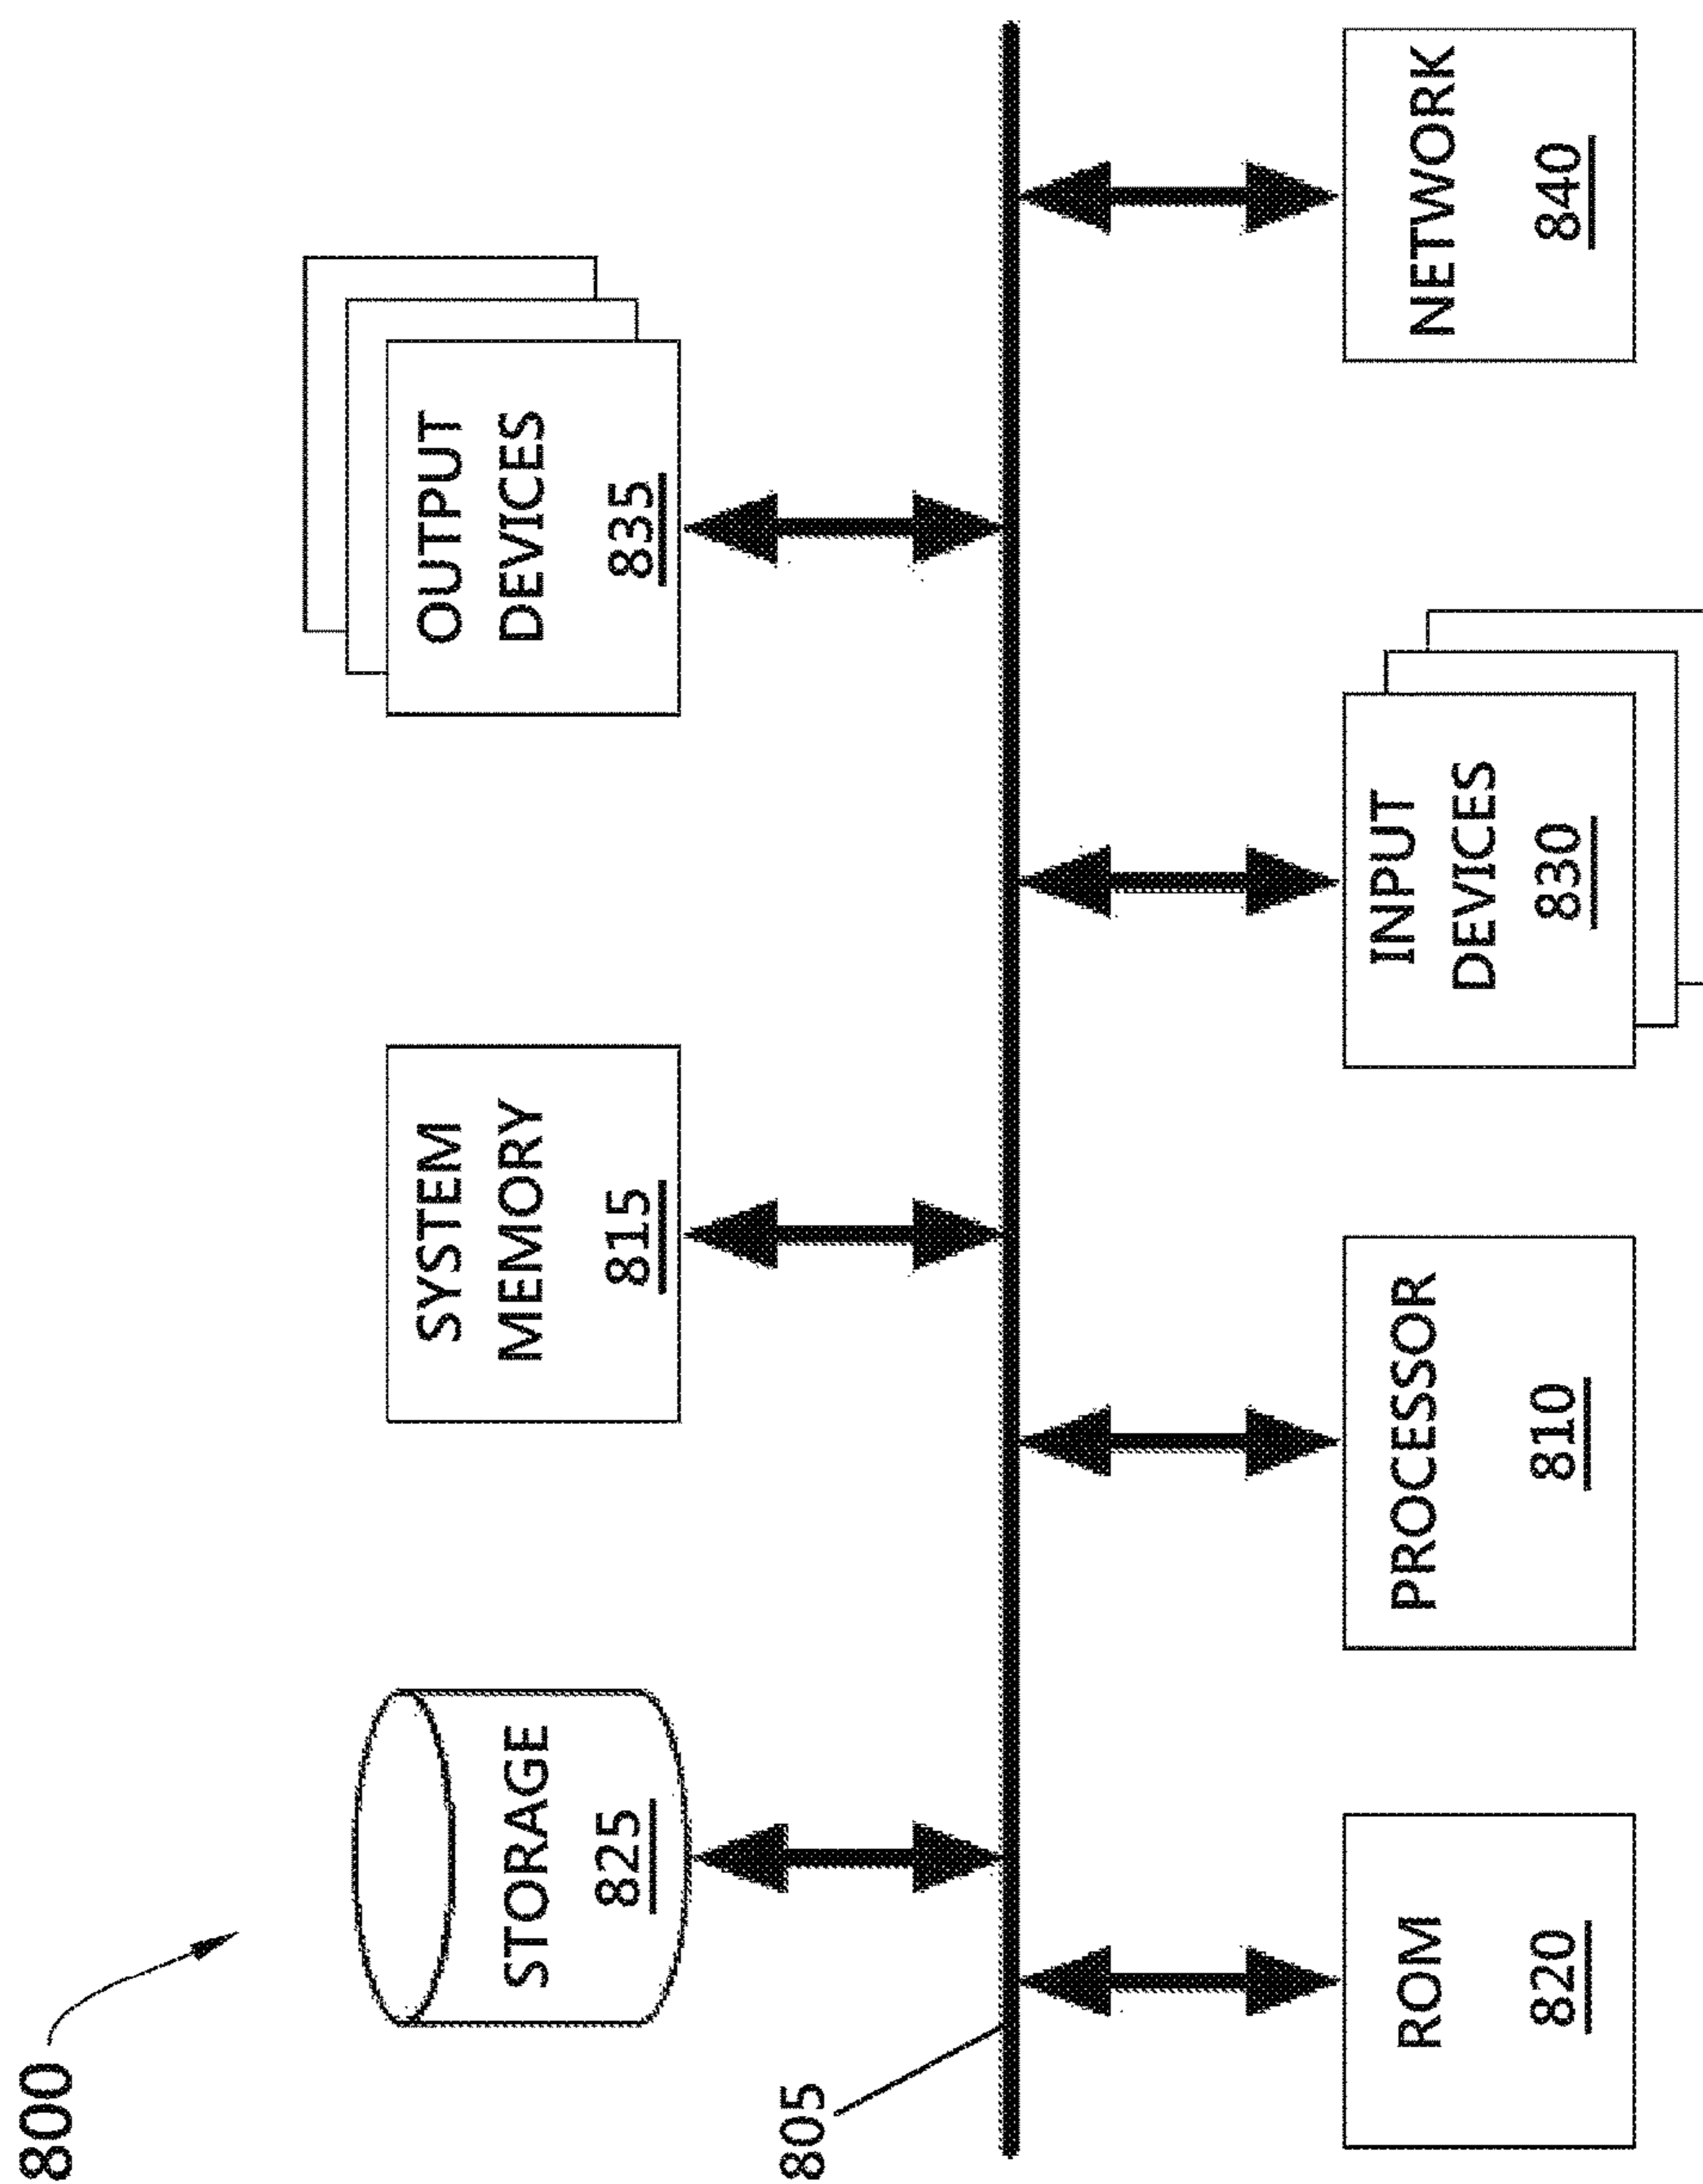 800
STORAGE
825
SYSTEM
MEMORY
815
OUTPUT
DEVICES
835
805
ROM
820
PROCESSOR
810
INPUT
DEVICES
830
NETWORK
840